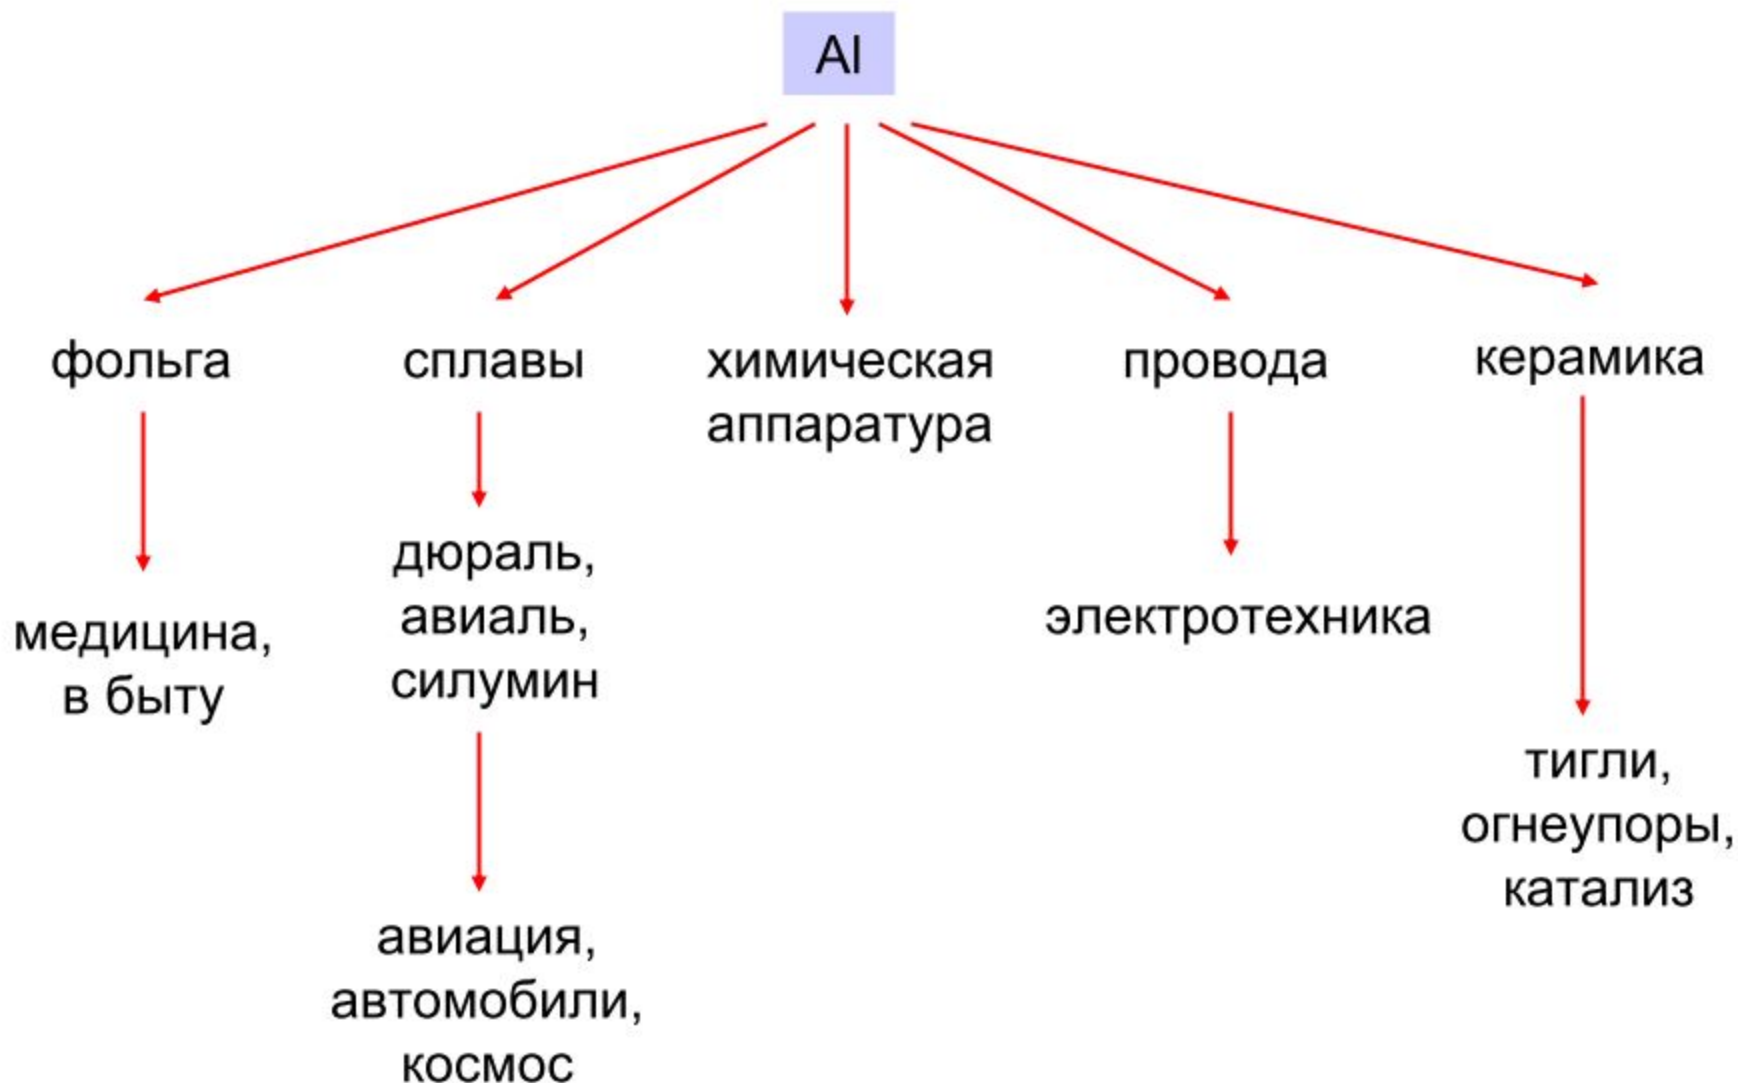 Al
фольга
сплавы
химическая
аппаратура
провода
керамика
медицина,
в быту
дюраль,
авиаль,
силумин
электротехника
тигли,
огнеупоры,
катализ
авиация,
автомобили,
космос